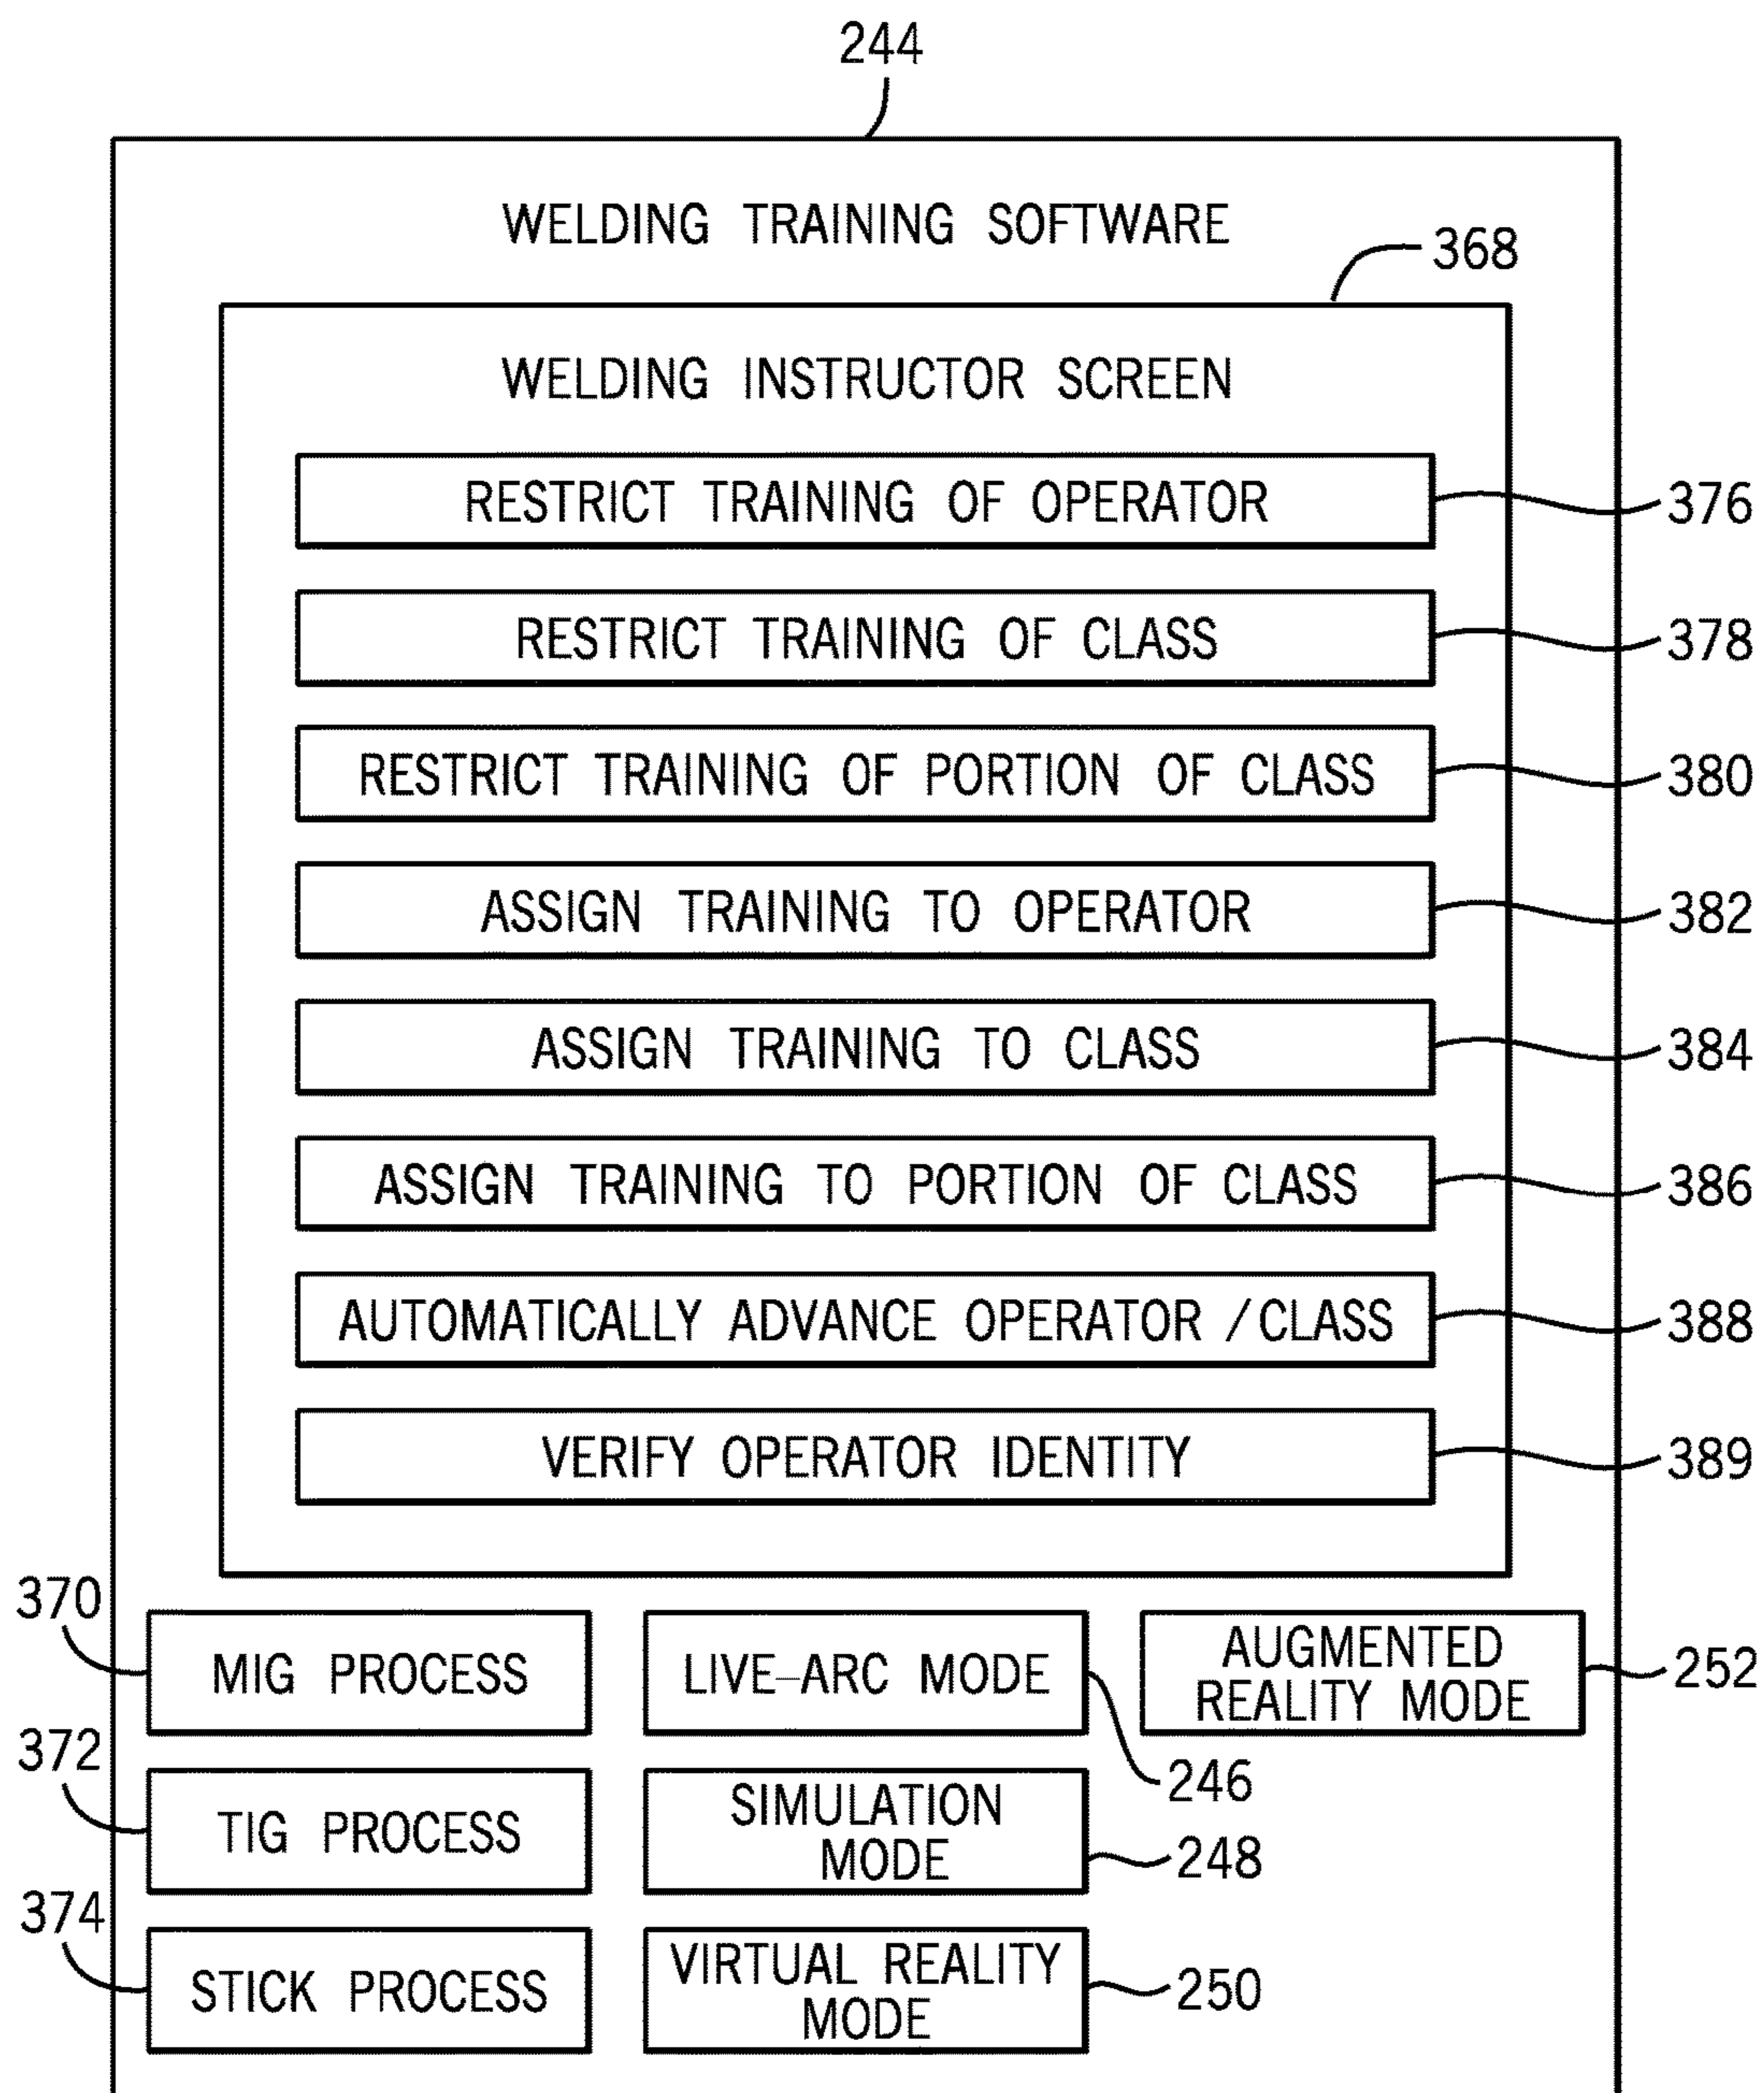 244
WELDING TRAINING SOFTWARE
368
WELDING INSTRUCTOR SCREEN
RESTRICT TRAINING OF OPERATOR
376
RESTRICT TRAINING OF CLASS
378
RESTRICT TRAINING OF PORTION OF CLASS
380
ASSIGN TRAINING TO OPERATOR
382
ASSIGN TRAINING TO CLASS
384
ASSIGN TRAINING TO PORTION OF CLASS
386
AUTOMATICALLY ADVANCE OPERATOR /CLASS
388
VERIFY OPERATOR IDENTITY
389
370
MIG PROCESS
LIVE–ARC MODE
AUGMENTED
REALITY MODE
252
372
246
TIG PROCESS
SIMULATION
MODE
248
374
STICK PROCESS
VIRTUAL REALITY
MODE
250